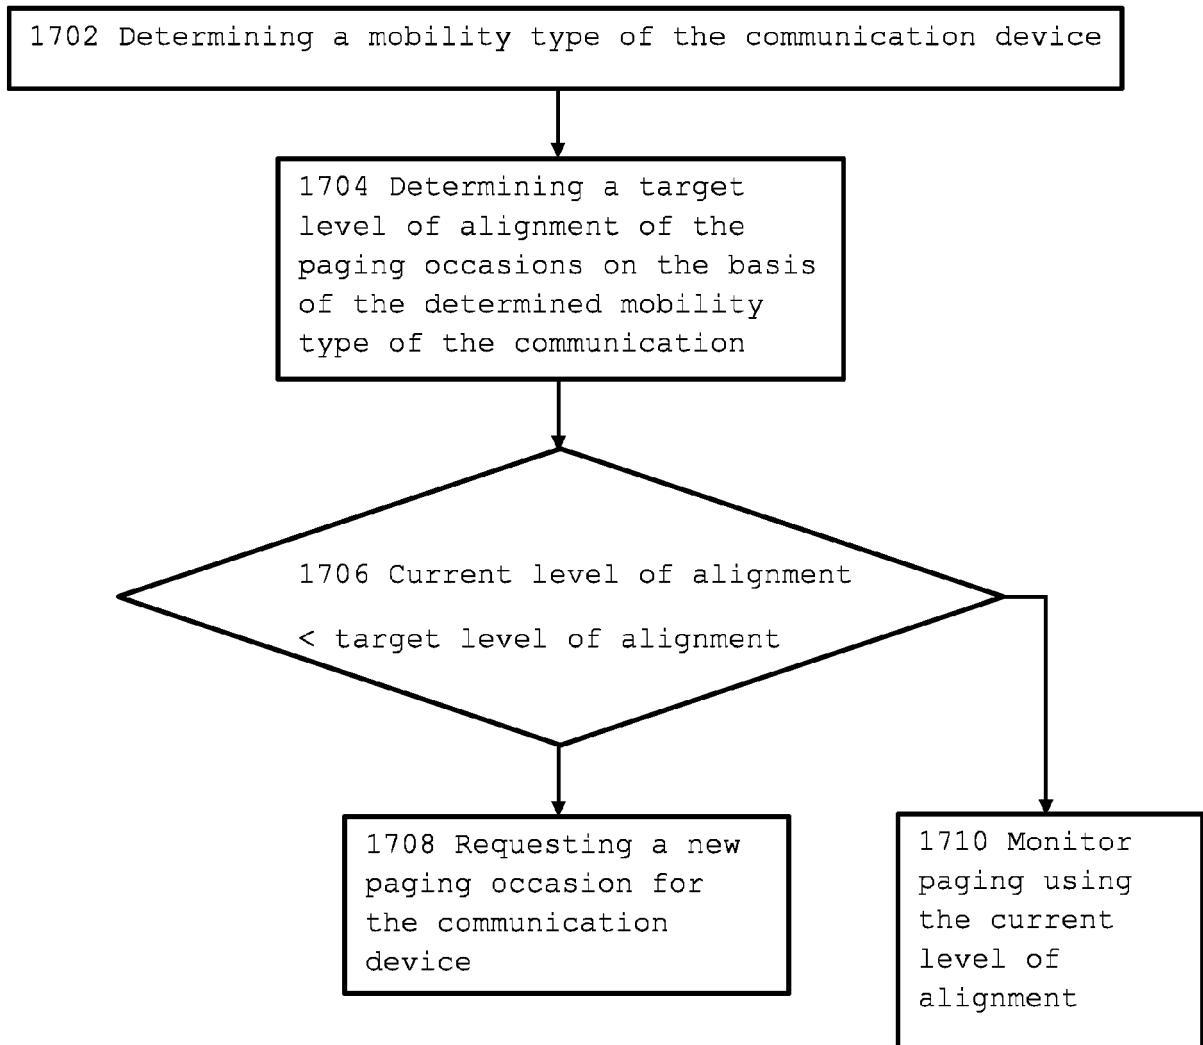 1702 Determining a mobility type of the communication device
1704 Determining a target
level of alignment of the
paging occasions on the basis
of the determined mobility
type of the communication
1706 Current level of alignment
< target level of alignment
1708 Requesting a new
paging occasion for
the communication
device
1710 Monitor
paging using
the current
level of
alignment